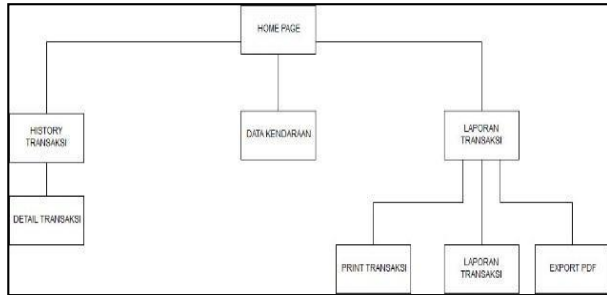 HOME PAGE
HISTORY
TRANSAKSI
DATA KENDARAAN
LAPORAN
TRANSAKSI
DETAIL TRANSAKSI
PRINT TRANSAKSI
LAPORAN
TRANSAKSI
EXPORT PDF